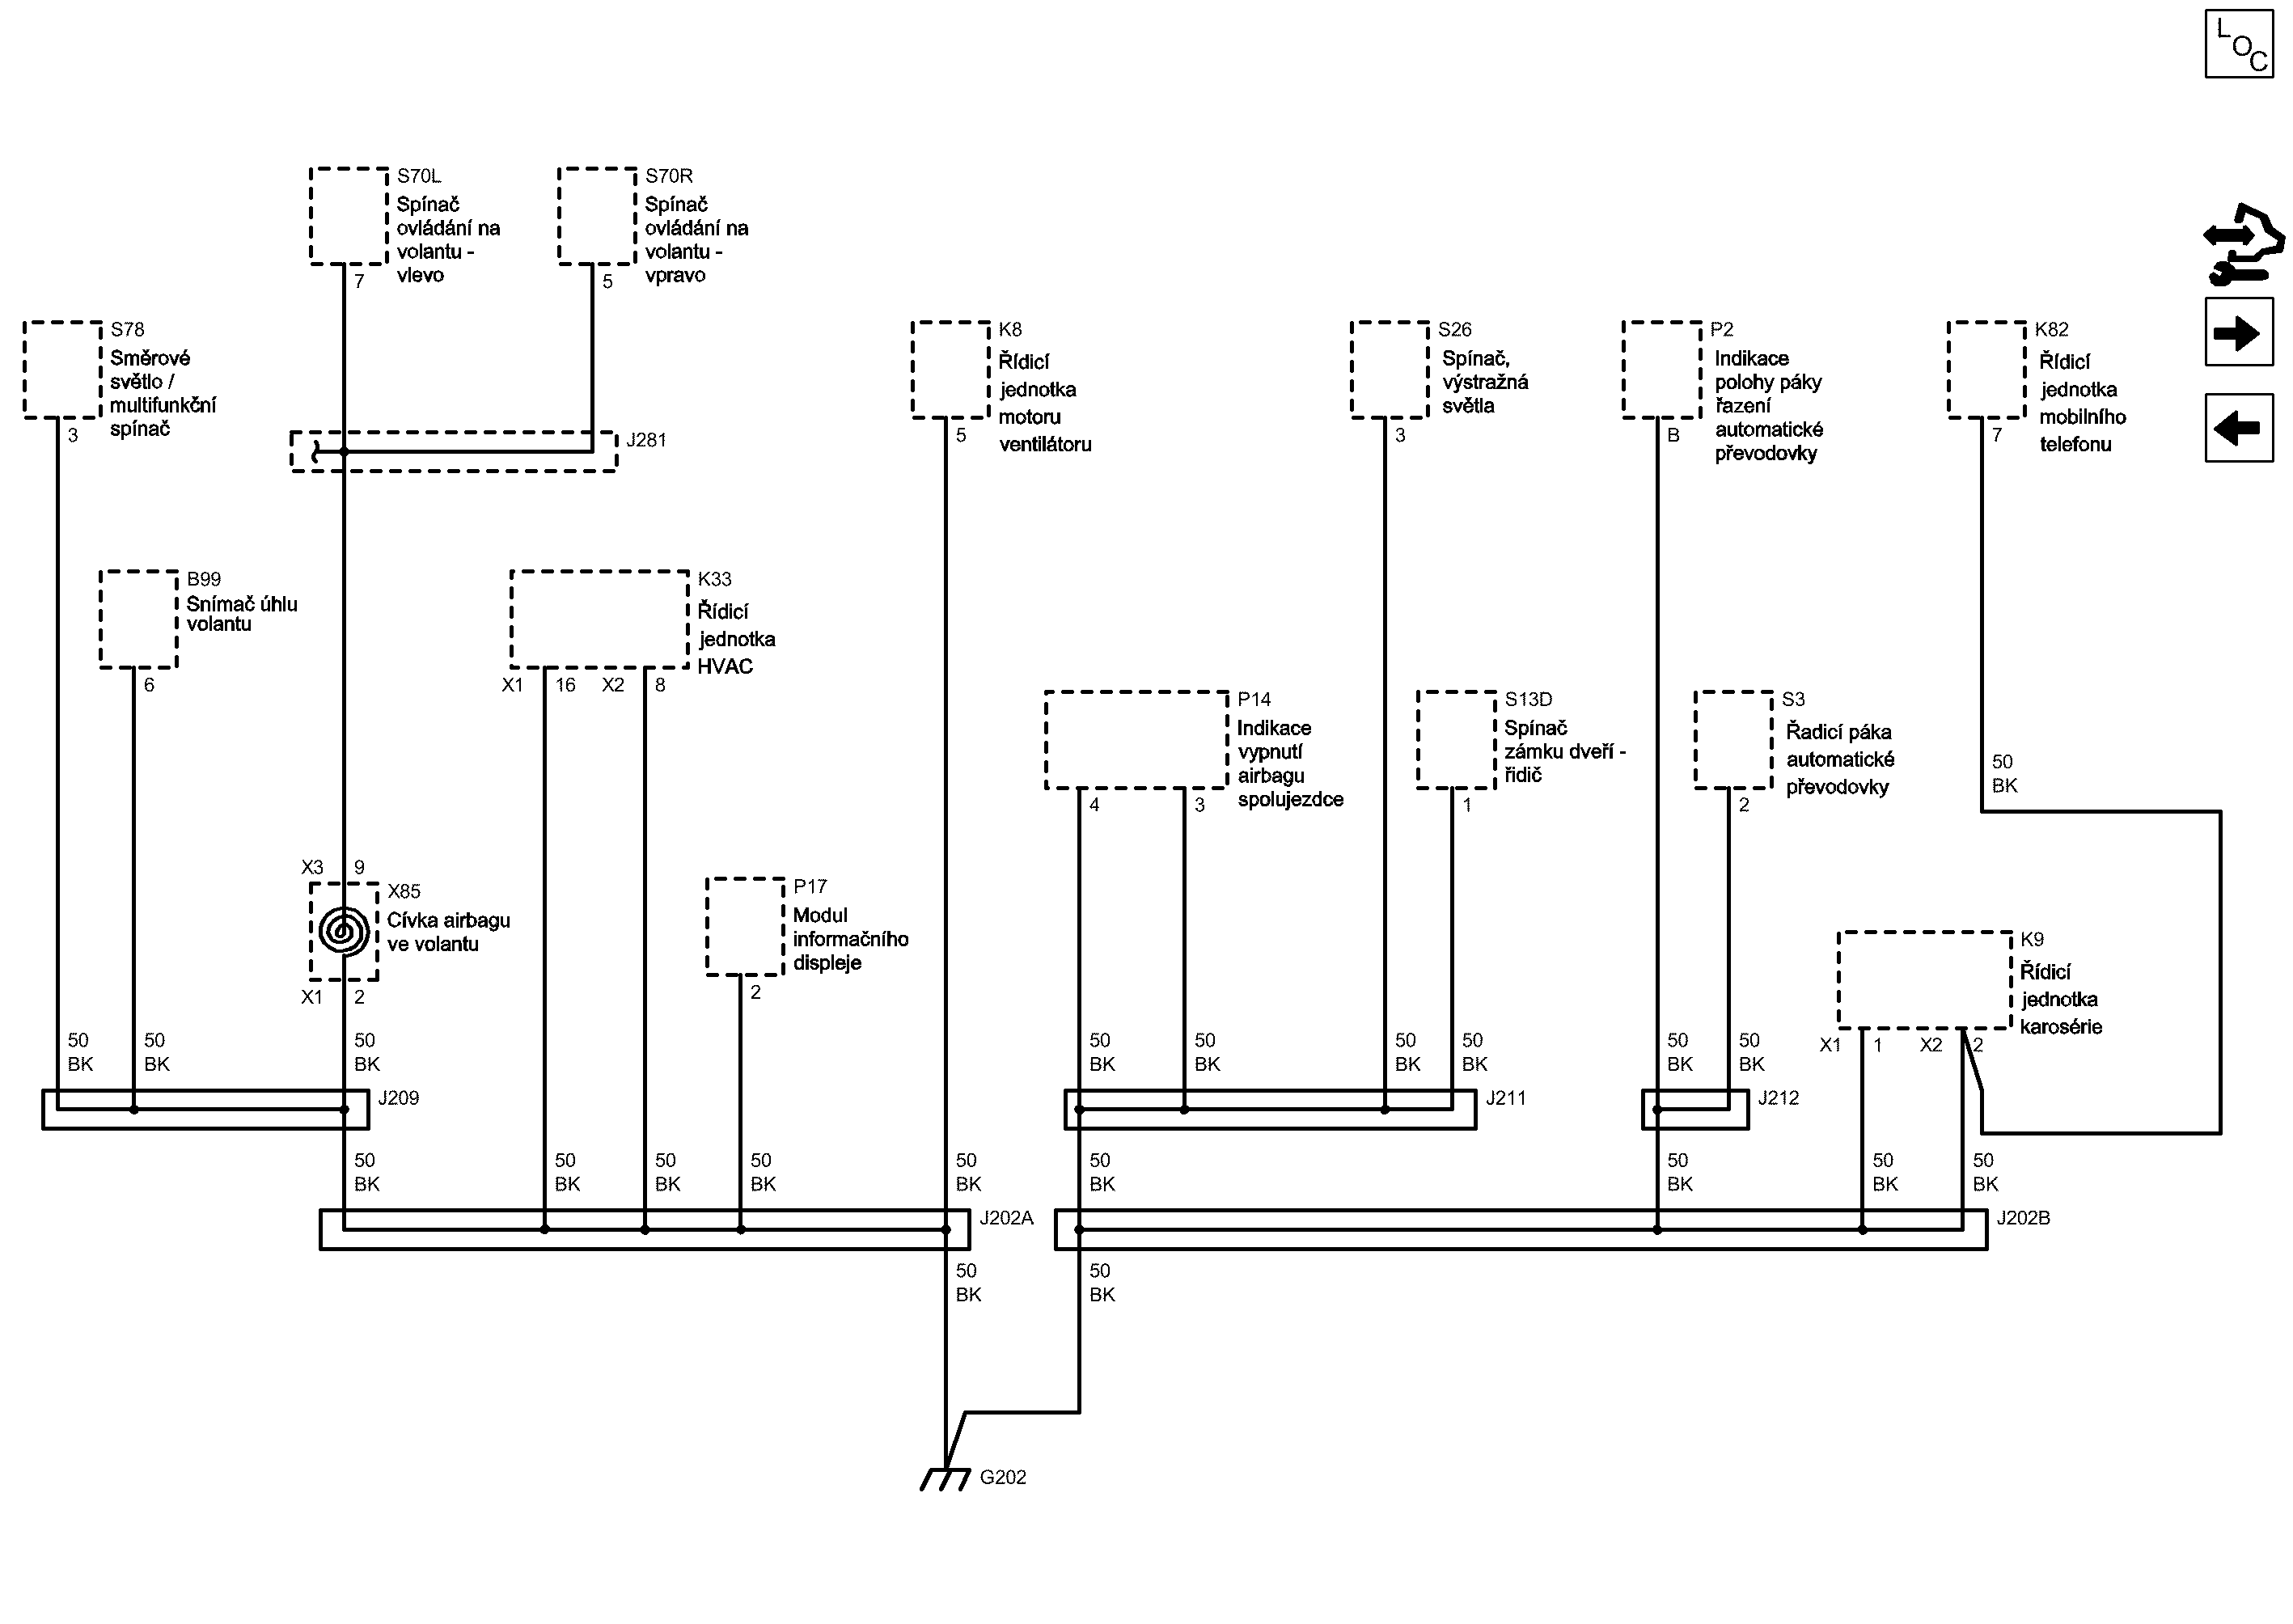 LOC
S70L
Spínač
ovládání na
volantu -
vlevo
7
S70R
Spínač
ovládání na
volantu -
vpravo
5
S78
Směrové
světlo /
multifunkční
spínač
3
K8
Řídicí
jednotka
motoru
ventilátoru
5
S26
Spínač,
výstražná
světla
3
P2
Indikace
polohy páky
řazení
automatické
převodovky
B
K82
Řídicí
jednotka
mobilního
telefonu
7
J281
B99
Snímač úhlu
volantu
6
K33
Řídicí
jednotka
HVAC
X1 16 X2 8
P14
Indikace
vypnutí
airbagu
spolujezdce
4 3
S13D
Spínač
zámku dveří -
řidič
1
S3
Řadicí páka
automatické
převodovky
2
50
BK
X3 9
X85
Cívka airbagu
ve volantu
X1 2
P17
Modul
informačního
displeje
2
K9
Řídicí
jednotka
karosérie
X1 1 X2 2
50 50 50 50 50 50 50 50 50
BK BK BK BK BK BK BK BK BK
J209
J211
J212
50 50 50 50 50 50 50 50 50
BK BK BK BK BK BK BK BK BK
J202A
J202B
50 50
BK BK
G202